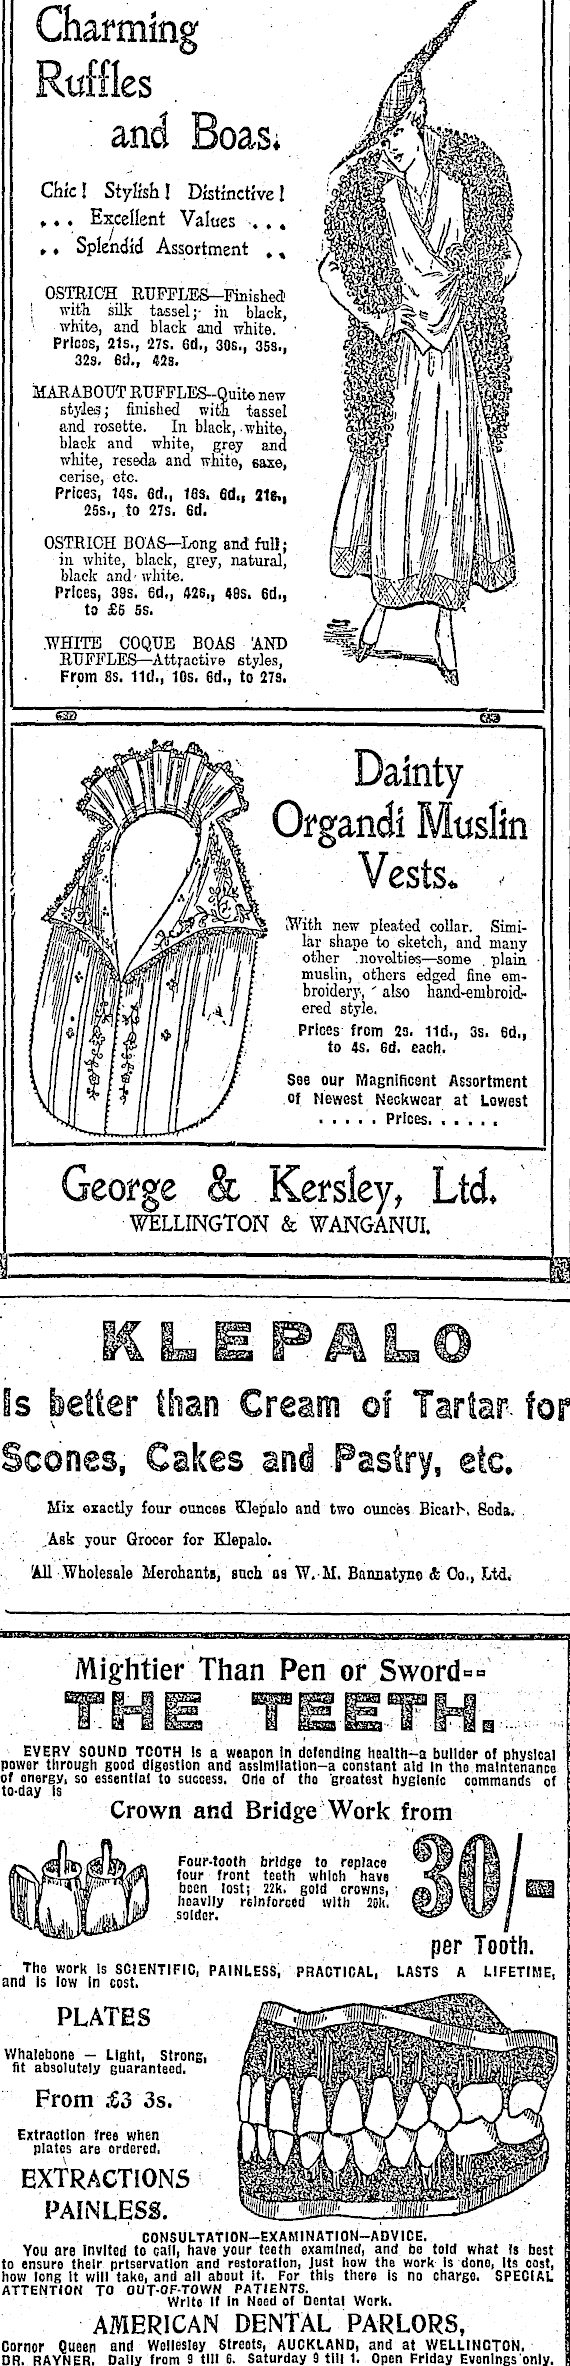 Charming
Ruffles
and Boas.
Chic! Stylish! Distinctive!
... Excellent Values ...
.. Splendid Assortment ..
OSTRICH RUFFLES—Finished
with silk tassel; in black,
white, and black and white.
Prices, 21s., 27s. 6d., 30s., 35s.,
32s. 6d., 42s.
MARABOUT RUFFLES—Quite new
styles; finished with tassel
and rosette. In black, white,
black and white, grey and
white, reseda and white, saxe,
cerise, etc.
Prices, 14s. 6d., 16s. 6d., 21s.,
25s., to 27s. 6d.
OSTRICH BOAS—Long and full;
in white, black, grey, natural,
black and white.
Prices, 39s. 6d., 42s., 49s. 6d.,
to £5 5s.
WHITE COQUE BOAS AND
RUFFLES—Attractive styles,
From 8s. 11d., 10s. 6d., to 27s.
Dainty
Organdi Muslin
Vests.
With new pleated collar. Simi-
lar shape to sketch, and many
other novelties—some plain
muslin, others edged fine em-
broidery, also hand-embroid-
ered style.
Prices from 2s. 11d., 3s. 6d.,
to 4s. 6d. each.
See our Magnificent Assortment
of Newest Neckwear at Lowest
..... Prices. .....
George & Kersley, Ltd.
WELLINGTON & WANGANUI.
KLEPALO
Is better than Cream of Tartar for
Scones, Cakes and Pastry, etc.
Mix exactly four ounces Klepalo and two ounces Bicarb. Soda.
Ask your Grocer for Klepalo.
All Wholesale Merchants, such as W. M. Bannatyne & Co., Ltd.
Mightier Than Pen or Sword--
THE TEETH.
EVERY SOUND TOOTH is a weapon in defending health—a builder of physical
power through good digestion and assimilation—a constant aid in the maintenance
of energy, so essential to success. One of the greatest hygienic commands of
to-day is
Crown and Bridge Work from
Four-tooth bridge to replace
four front teeth which have
been lost; 22k. gold crowns,
heavily reinforced with 20k.
solder.
30/-
per Tooth.
The work is SCIENTIFIC, PAINLESS, PRACTICAL, LASTS A LIFETIME,
and is low in cost.
PLATES
Whalebone — Light, Strong,
fit absolutely guaranteed.
From £3 3s.
Extraction free when
plates are ordered.
EXTRACTIONS
PAINLESS.
CONSULTATION—EXAMINATION—ADVICE.
You are invited to call, have your teeth examined, and be told what is best
to ensure their prtservation and restoration, just how the work is done, its cost,
how long it will take, and all about it. For this there is no charge. SPECIAL
ATTENTION TO OUT-OF-TOWN PATIENTS.
Write if in Need of Dental Work.
AMERICAN DENTAL PARLORS,
Corner Queen and Wellesley Streets, AUCKLAND, and at WELLINGTON.
DR. RAYNER. Daily from 9 till 6. Saturday 9 till 1. Open Friday Evenings only.